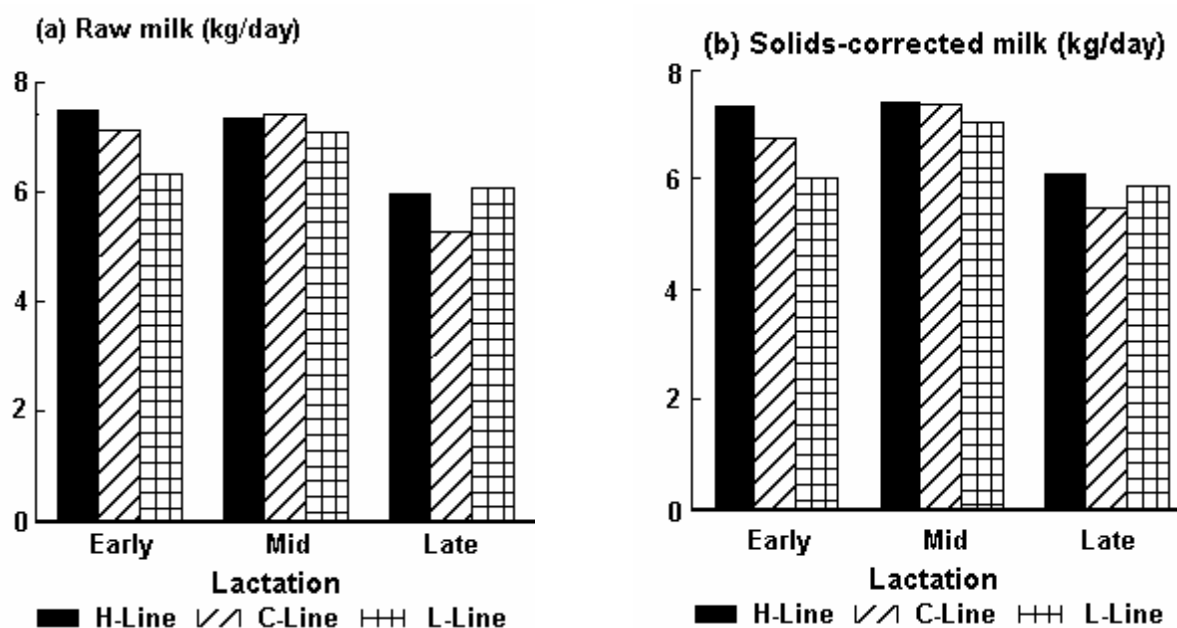 (a) Raw milk (kg/day)
8
6
4
2
0
Early Mid Late
Lactation
H-Line C-Line L-Line
(b) Solids-corrected milk (kg/day)
8
6
4
2
0
Early Mid Late
Lactation
H-Line C-Line L-Line